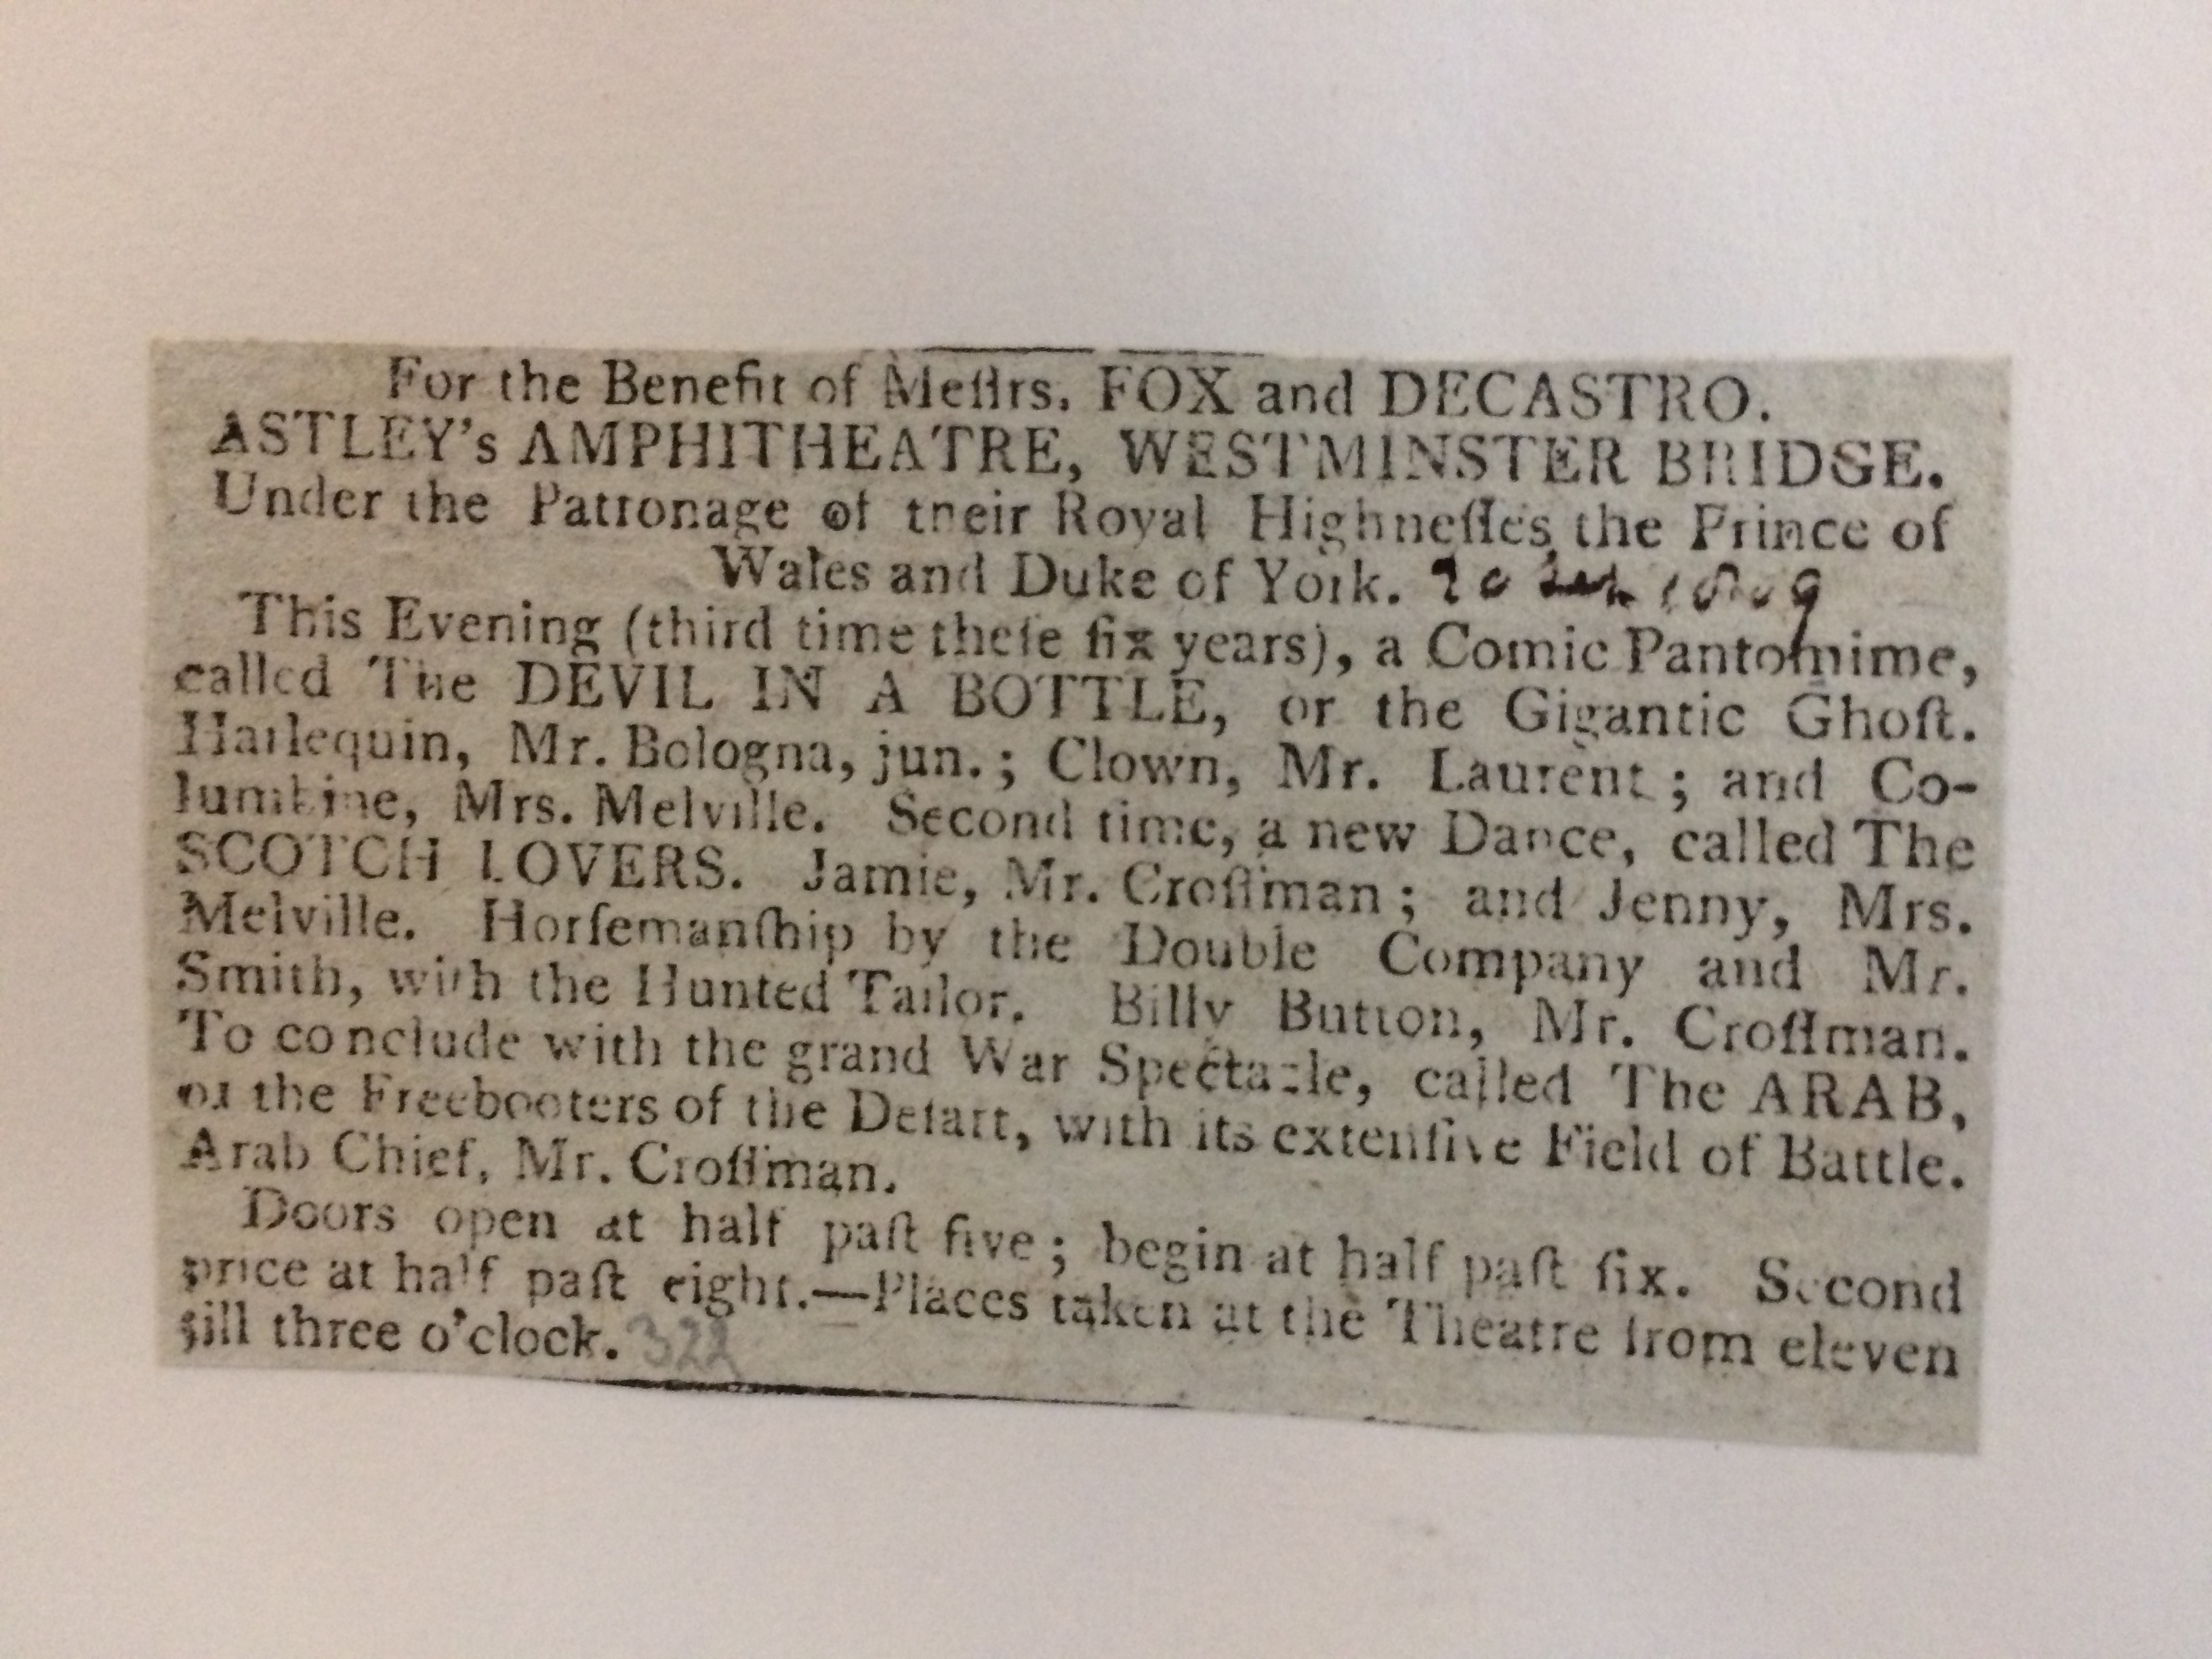 For the Benefit of Meſſrs. FOX and DECASTRO.
ASTLEY's AMPHITHEATRE, WESTMINSTER BRIDGE.
Under the Patronage of their Royal Highneſſes the Prince of
Wales and Duke of York.
This Evening (third time theſe ſix years), a Comic Pantomime,
called The DEVIL IN A BOTTLE, or the Gigantic Ghoſt.
Harlequin, Mr. Bologna, jun.; Clown, Mr. Laurent; and Co-
lumbine, Mrs. Melville. Second time, a new Dance, called The
SCOTCH LOVERS. Jamie, Mr. Croſſman; and Jenny, Mrs.
Melville. Horſemanſhip by the Double Company and Mr.
Smith, with the Hunted Tailor. Billy Button, Mr. Croſſman.
To conclude with the grand War Spectacle, called The ARAB,
or the Freebooters of the Deſart, with its extenſive Field of Battle.
Arab Chief, Mr. Croſſman.
Doors open at half paſt five; begin at half paſt ſix. Second
price at half paſt eight.—Places taken at the Theatre from eleven
till three o'clock. 322